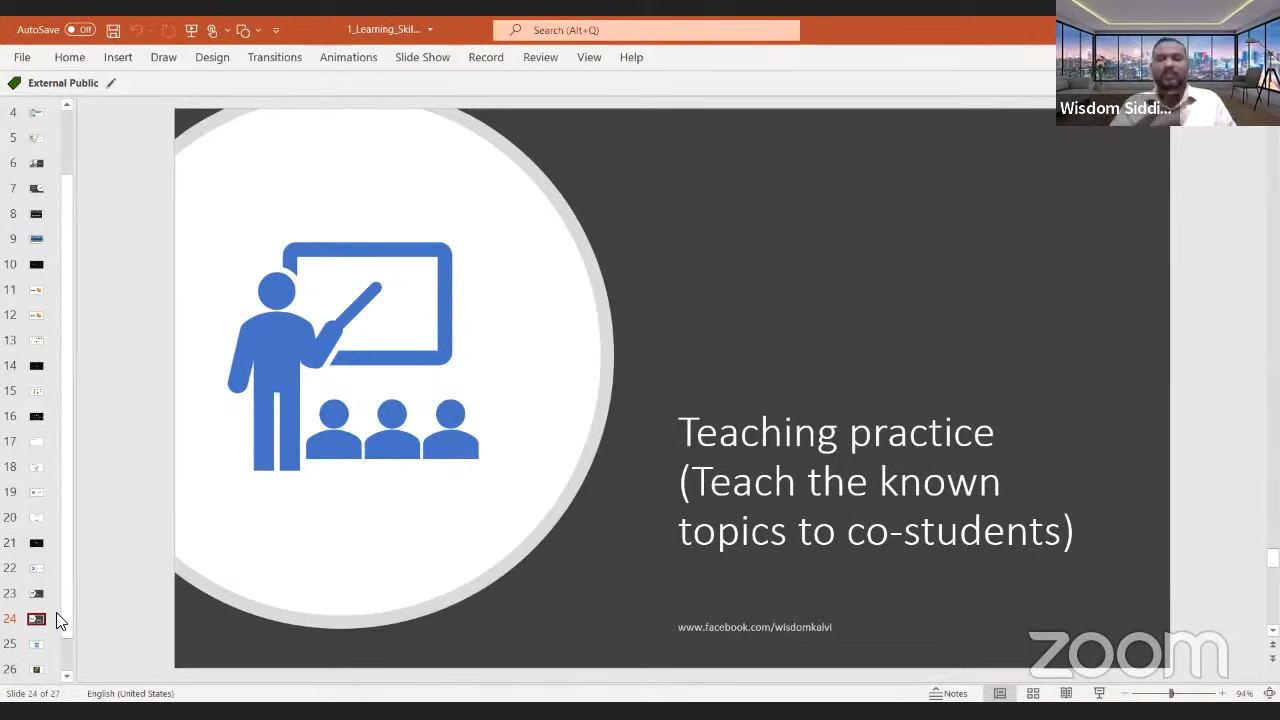 AutoSave Off 1_Learning_Skil... Search (Alt+Q)
File Home Insert Draw Design Transitions Animations Slide Show Record Review View Help
External Public
Wisdom Siddi...
4
5
6
7
8
9
10
11
12
13
14
15
16
17
18
19
20
21
22
23
24
25
26
Teaching practice
(Teach the known
topics to co-students)
www.facebook.com/wisdomkalvi
zoom
Slide 24 of 27 English (United States) Notes 94%